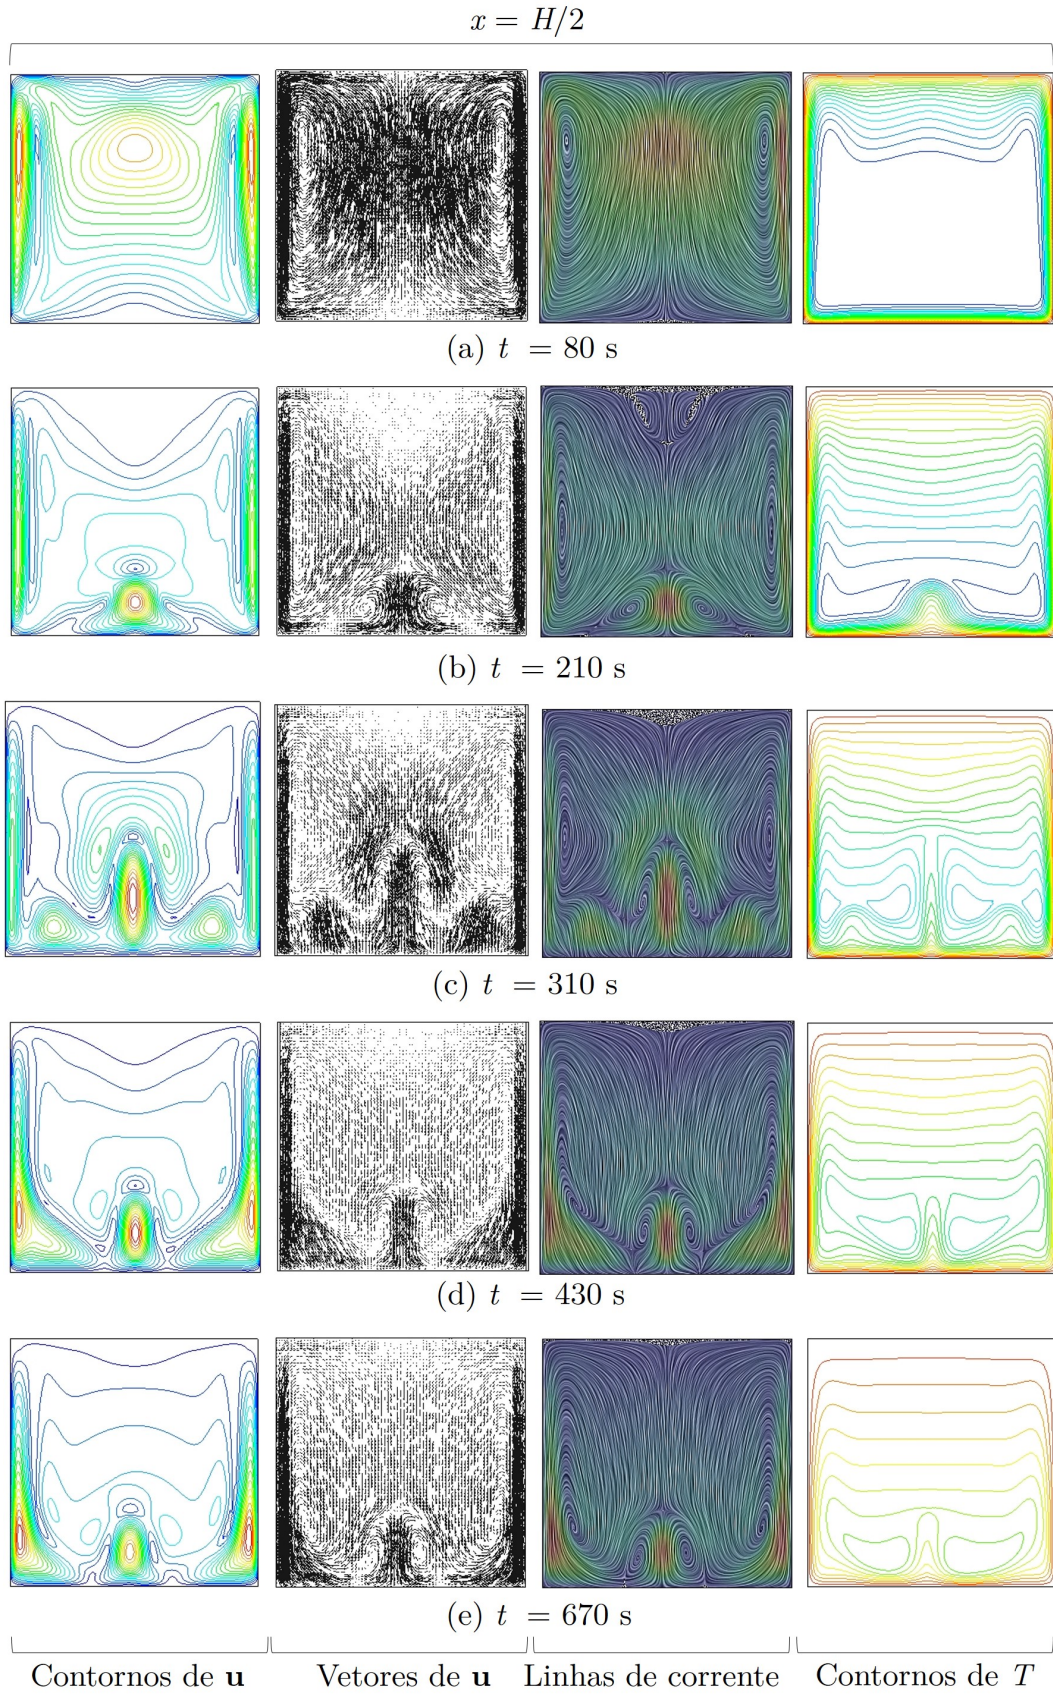 x = H/2
(a) t = 80 s
(b) t = 210 s
(c) t = 310 s
(d) t = 430 s
(e) t = 670 s
Contornos de u Vetores de u Linhas de corrente Contornos de T